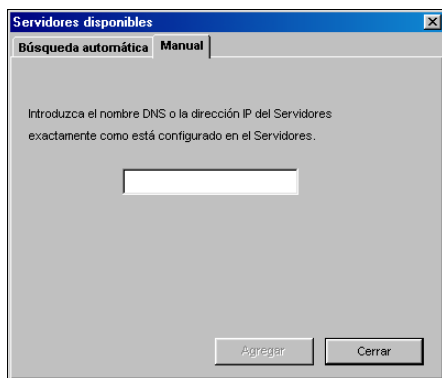 Servidores disponibles
Búsqueda automática Manual
Introduzca el nombre DNS o la dirección IP del Servidores
exactamente como está configurado en el Servidores.
Agregar Cerrar